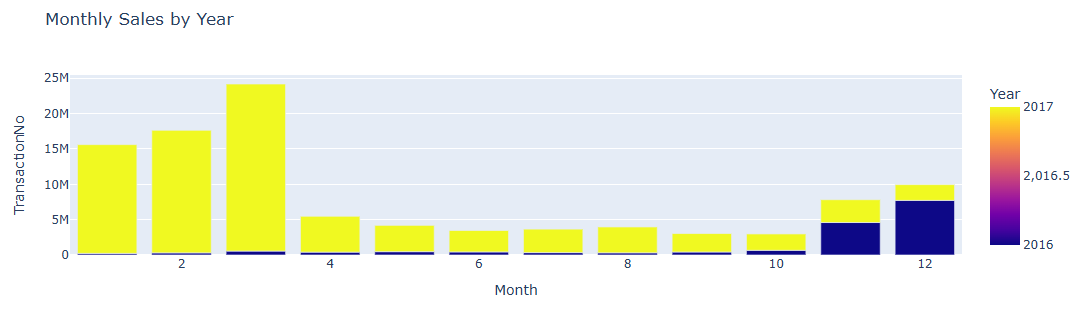 Monthly Sales by Year
25M
20M
15M
10M
5M
0
TransactionNo
2 4 6 8 10 12
Month
Year
2017
2,016.5
2016